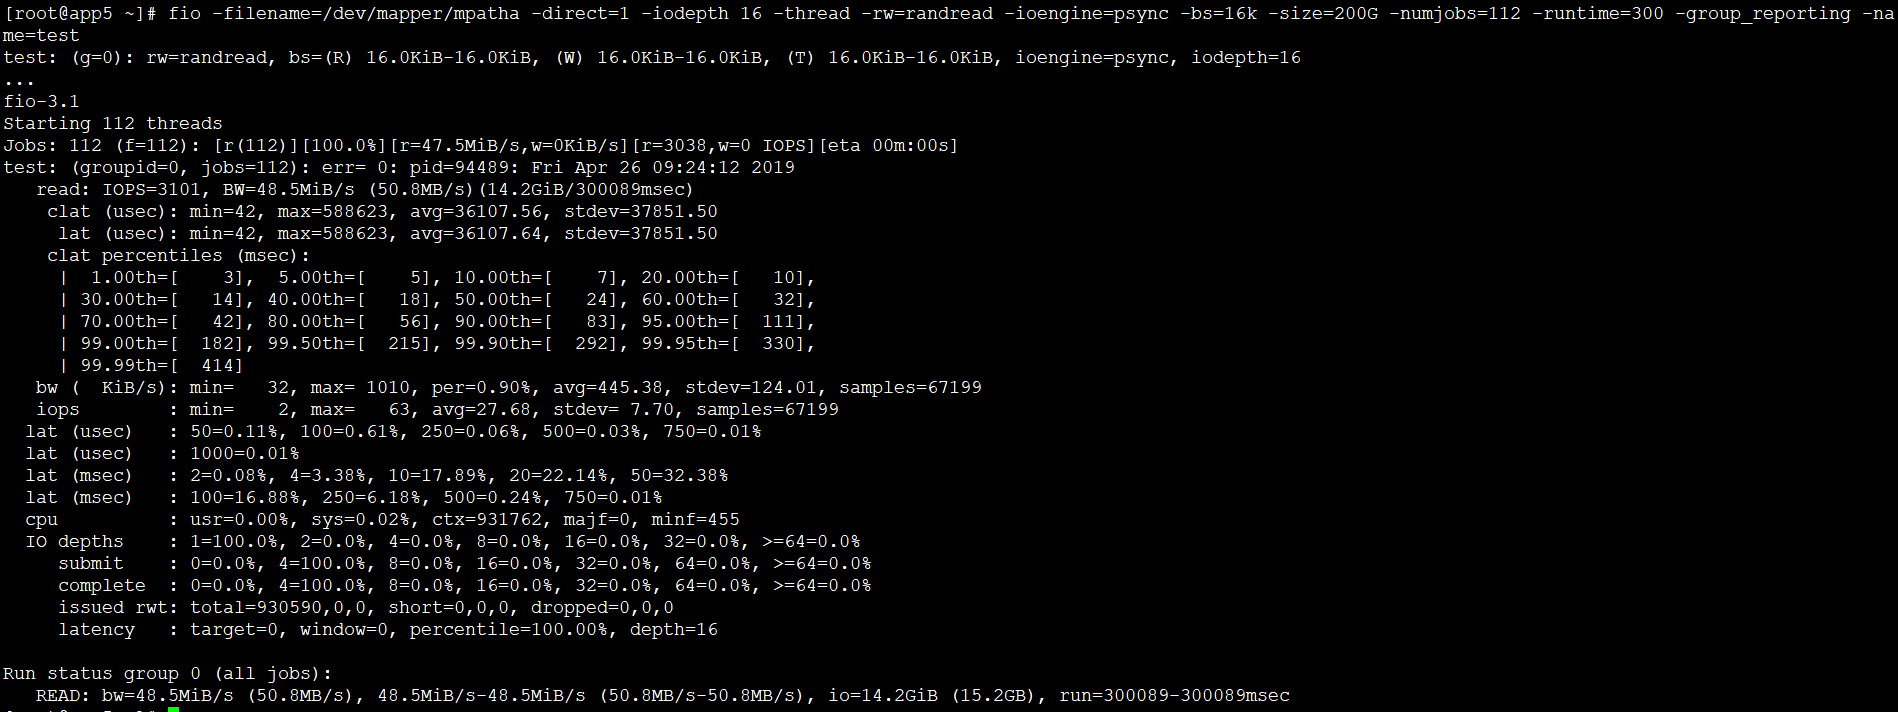 [root@app5 ~]# fio -filename=/dev/mapper/mpatha -direct=1 -iodepth 16 -thread -rw=randread -ioengine=psync -bs=16k -size=200G -numjobs=112 -runtime=300 -group_reporting -na
me=test
test: (g=0): rw=randread, bs=(R) 16.0KiB-16.0KiB, (W) 16.0KiB-16.0KiB, (T) 16.0KiB-16.0KiB, ioengine=psync, iodepth=16
...
fio-3.1
Starting 112 threads
Jobs: 112 (f=112): [r(112)][100.0%][r=47.5MiB/s,w=0KiB/s][r=3038,w=0 IOPS][eta 00m:00s]
test: (groupid=0, jobs=112): err= 0: pid=94489: Fri Apr 26 09:24:12 2019
   read: IOPS=3101, BW=48.5MiB/s (50.8MB/s)(14.2GiB/300089msec)
    clat (usec): min=42, max=588623, avg=36107.56, stdev=37851.50
     lat (usec): min=42, max=588623, avg=36107.64, stdev=37851.50
    clat percentiles (msec):
     |  1.00th=[    3],  5.00th=[    5], 10.00th=[    7], 20.00th=[   10],
     | 30.00th=[   14], 40.00th=[   18], 50.00th=[   24], 60.00th=[   32],
     | 70.00th=[   42], 80.00th=[   56], 90.00th=[   83], 95.00th=[  111],
     | 99.00th=[  182], 99.50th=[  215], 99.90th=[  292], 99.95th=[  330],
     | 99.99th=[  414]
   bw (  KiB/s): min=   32, max= 1010, per=0.90%, avg=445.38, stdev=124.01, samples=67199
   iops        : min=    2, max=   63, avg=27.68, stdev= 7.70, samples=67199
  lat (usec)   : 50=0.11%, 100=0.61%, 250=0.06%, 500=0.03%, 750=0.01%
  lat (usec)   : 1000=0.01%
  lat (msec)   : 2=0.08%, 4=3.38%, 10=17.89%, 20=22.14%, 50=32.38%
  lat (msec)   : 100=16.88%, 250=6.18%, 500=0.24%, 750=0.01%
  cpu          : usr=0.00%, sys=0.02%, ctx=931762, majf=0, minf=455
  IO depths    : 1=100.0%, 2=0.0%, 4=0.0%, 8=0.0%, 16=0.0%, 32=0.0%, >=64=0.0%
     submit    : 0=0.0%, 4=100.0%, 8=0.0%, 16=0.0%, 32=0.0%, 64=0.0%, >=64=0.0%
     complete  : 0=0.0%, 4=100.0%, 8=0.0%, 16=0.0%, 32=0.0%, 64=0.0%, >=64=0.0%
     issued rwt: total=930590,0,0, short=0,0,0, dropped=0,0,0
     latency   : target=0, window=0, percentile=100.00%, depth=16

Run status group 0 (all jobs):
   READ: bw=48.5MiB/s (50.8MB/s), 48.5MiB/s-48.5MiB/s (50.8MB/s-50.8MB/s), io=14.2GiB (15.2GB), run=300089-300089msec